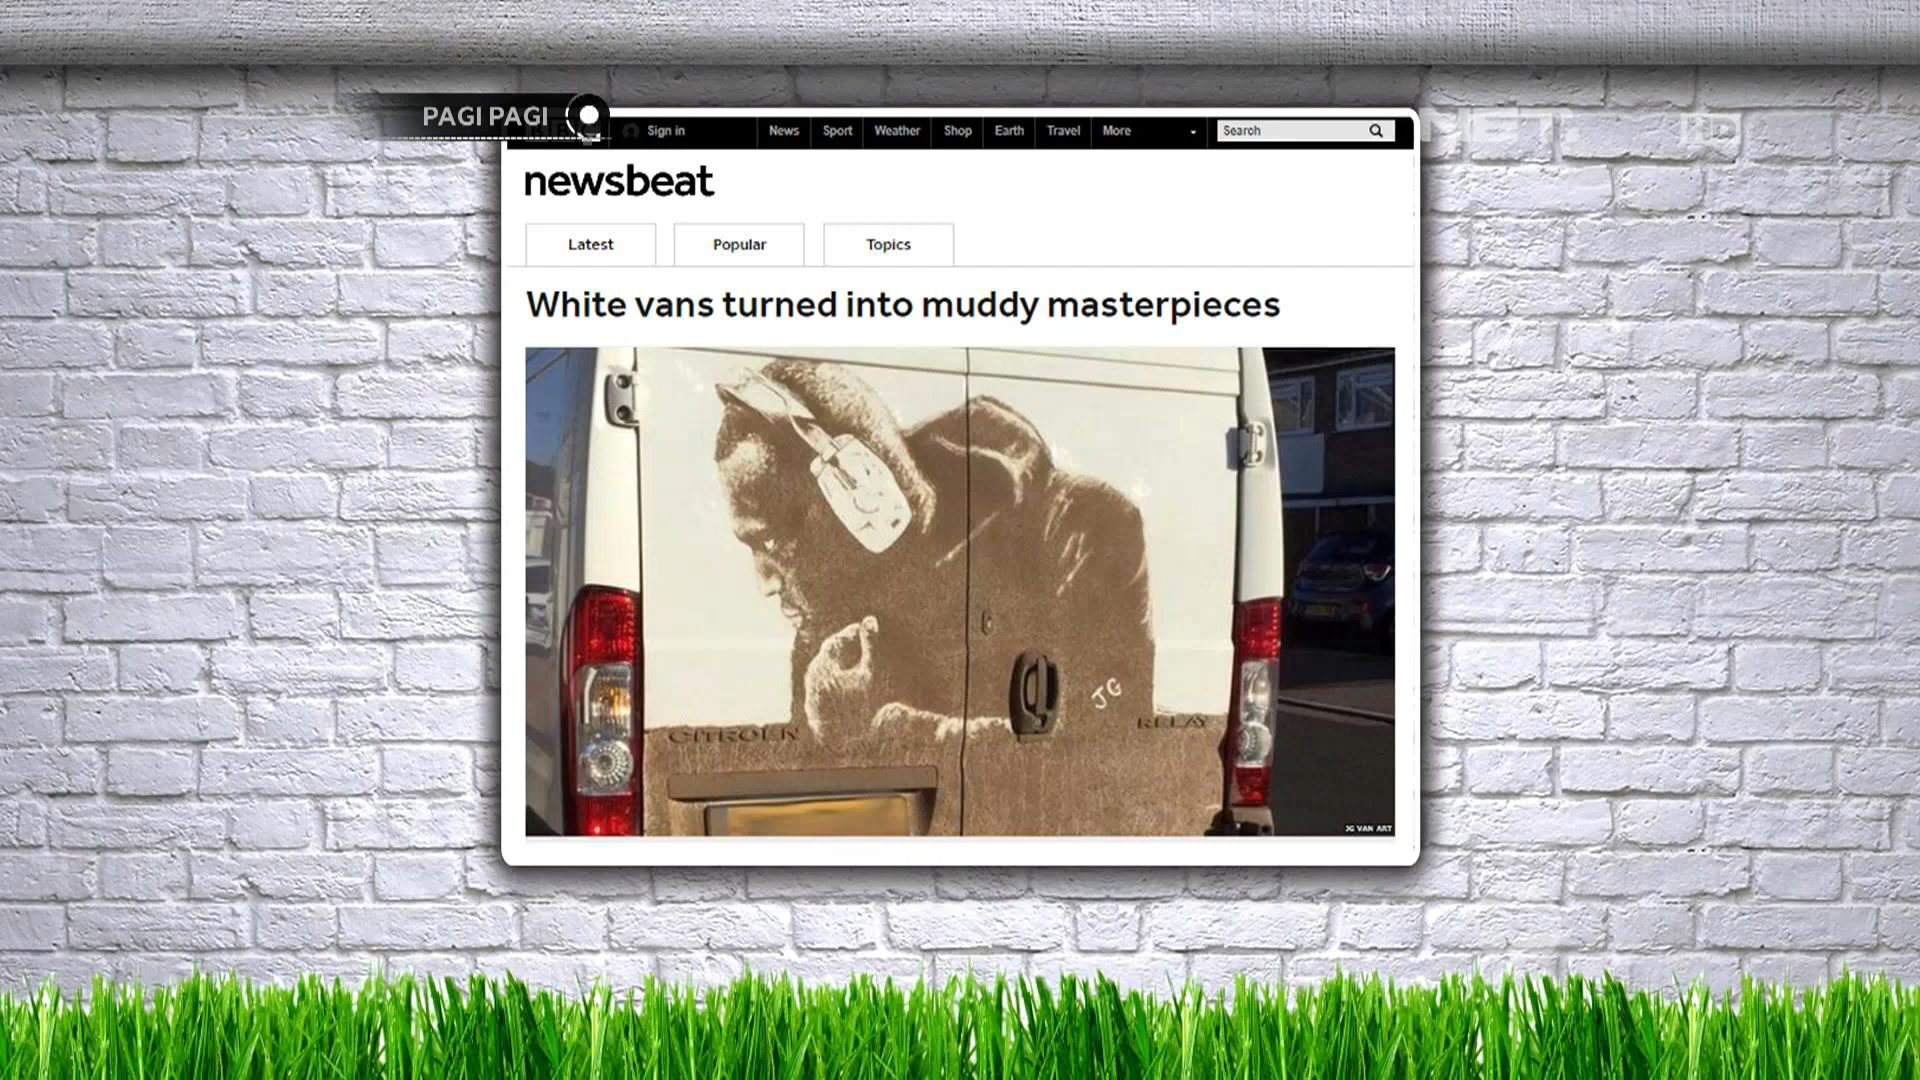 PAGI PAGI
Sign in News Sport Weather Shop Earth Travel More Search
NET.
newsbeat
Latest Popular Topics
White vans turned into muddy masterpieces
JG
CITROEN RELAY
JG VAN ART